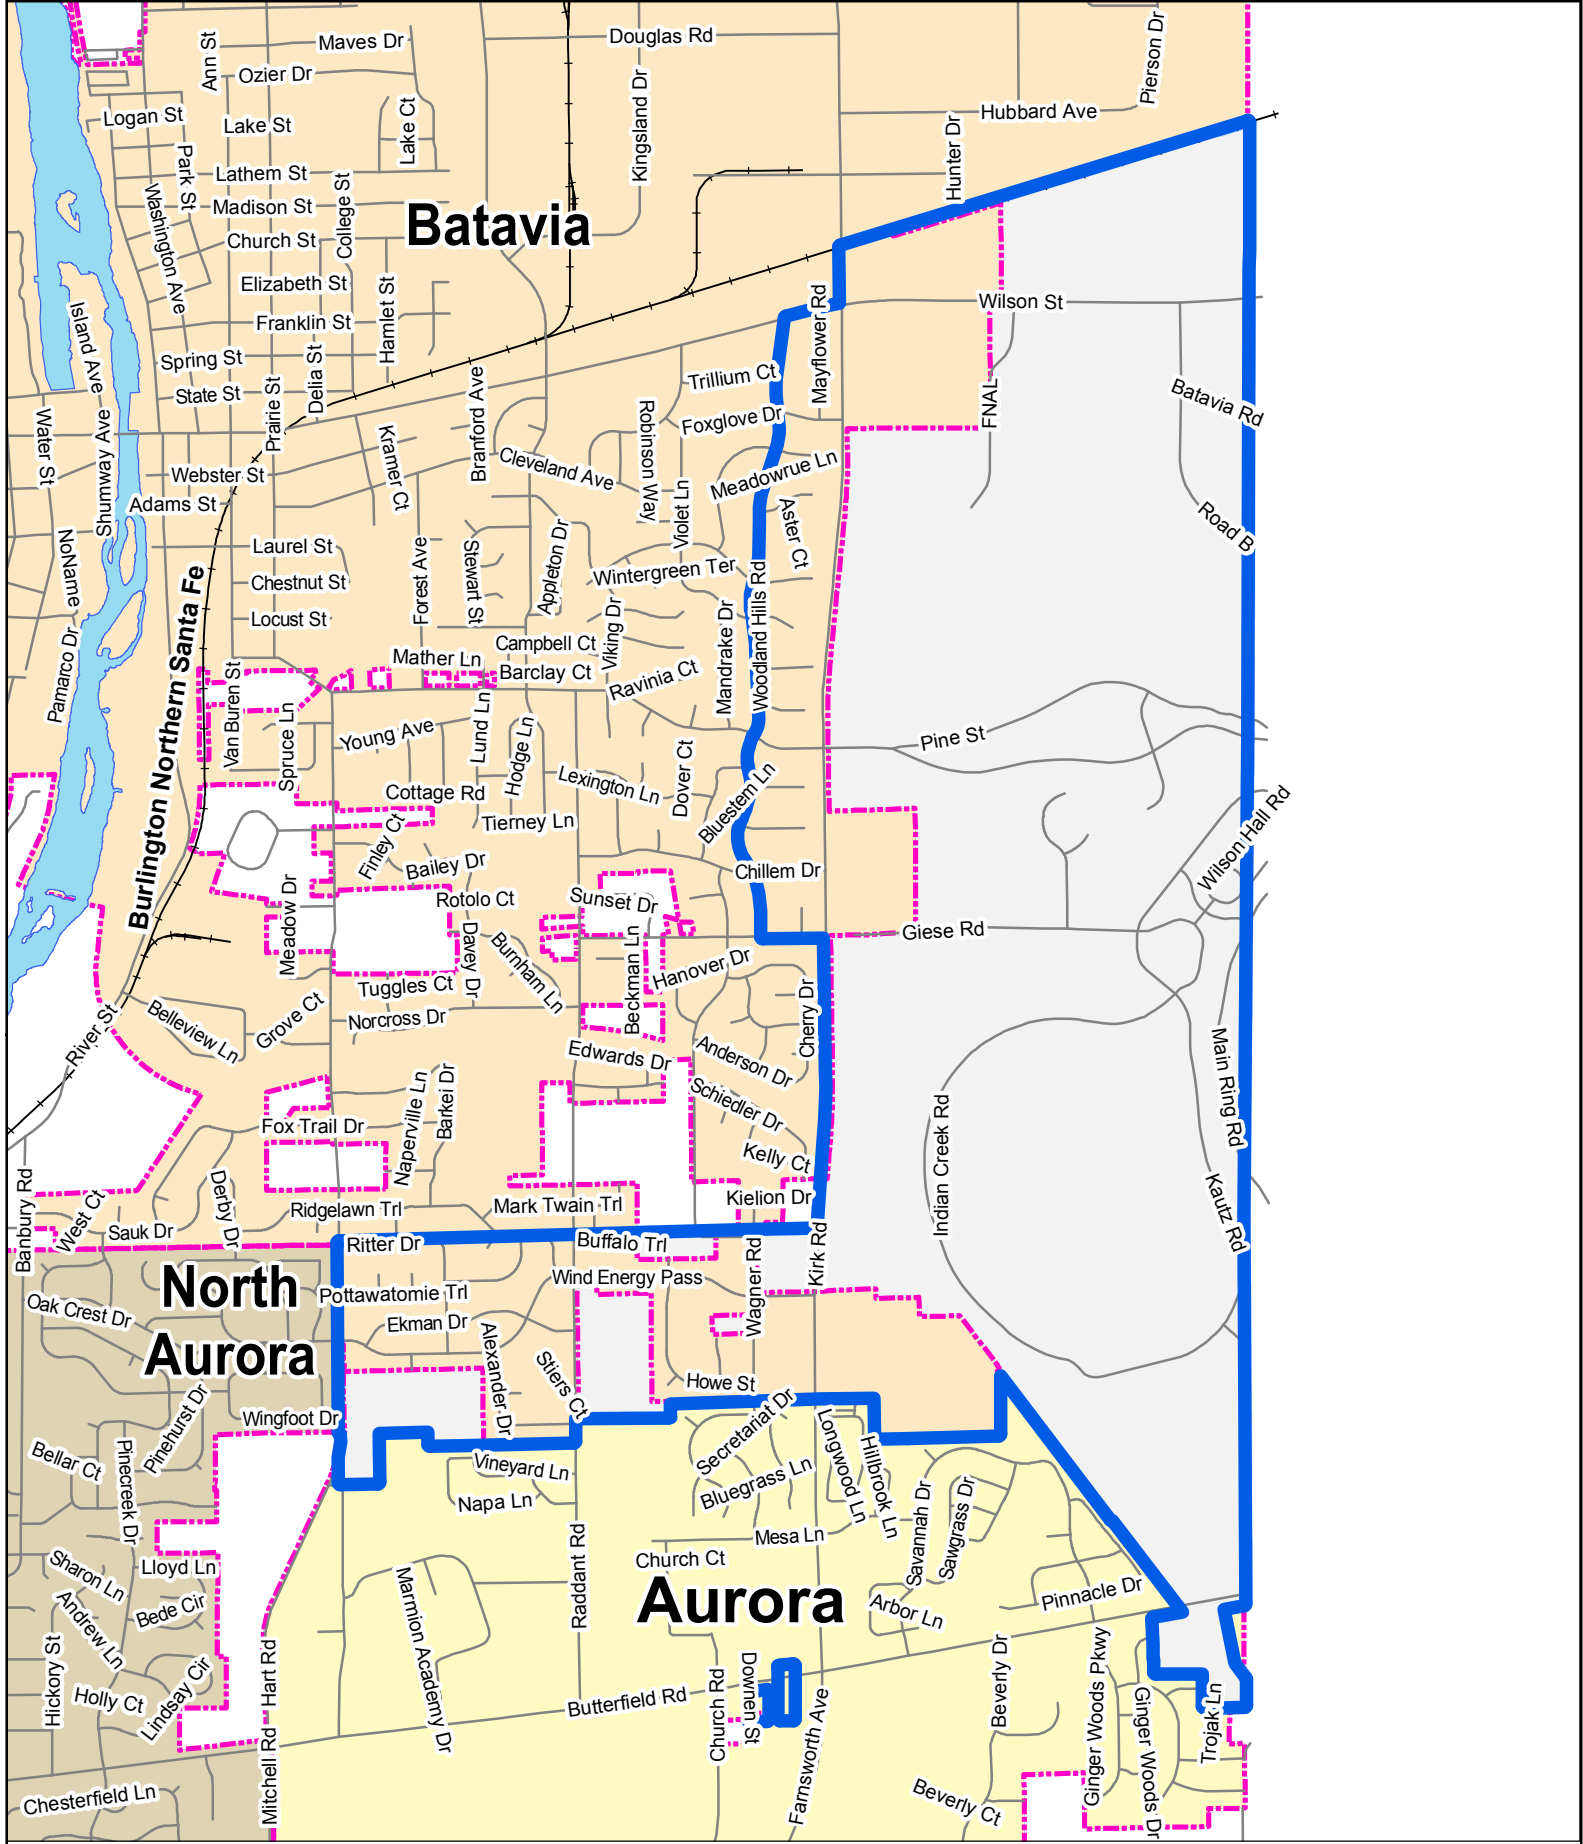 Maves Dr
Douglas Rd
Ann St
Pierson Dr
Ozier Dr
Kingsland Dr
Logan St
Lake St
Lake Ct
Hubbard Ave
Hunter Dr
Park St
Lathem St
Washington Ave
Madison St
College St
Batavia
Church St
Elizabeth St
Hamlet St
Mayflower Rd
Wilson St
Island Ave
Franklin St
Spring St
Delia St
Trillium Ct
State St
Prairie St
Branford Ave
Robinson Way
Foxglove Dr
FNAL
Batavia Rd
Water St
Shumway Ave
Kramer Ct
Webster St
Cleveland Ave
Meadowrue Ln
Adams St
Violet Ln
Aster Ct
Road B
NoName
Laurel St
Forest Ave
Stewart St
Appleton Dr
Chestnut St
Wintergreen Ter
Woodland Hills Rd
Locust St
Viking Dr
Mandrake Dr
Campbell Ct
Pamarco Dr
Burlington Northern Santa Fe
Mather Ln
Barclay Ct
Ravinia Ct
Van Buren St
Spruce Ln
Young Ave
Lund Ln
Hodge Ln
Dover Ct
Pine St
Cottage Rd
Lexington Ln
Bluestem Ln
Tierney Ln
Finley Ct
Wilson Hall Rd
Bailey Dr
Chillem Dr
Rotolo Ct
Sunset Dr
Meadow Dr
Davey Dr
Burnham Ln
Beckman Ln
Giese Rd
Hanover Dr
Tuggles Ct
Cherry Dr
Belleview Ln
Grove Ct
Norcross Dr
River St
Edwards Dr
Anderson Dr
Main Ring Rd
Naperville Ln
Barkei Dr
Schiedler Dr
Indian Creek Rd
Fox Trail Dr
Kelly Ct
Banbury Rd
West Ct
Derby Dr
Ridgelawn Trl
Mark Twain Trl
Kielion Dr
Kautz Rd
Sauk Dr
Ritter Dr
Buffalo Trl
Wagner Rd
Kirk Rd
North
Aurora
Wind Energy Pass
Pottawatomie Trl
Oak Crest Dr
Ekman Dr
Alexander Dr
Stiers Ct
Howe St
Pinehurst Dr
Wingfoot Dr
Secretariat Dr
Longwood Ln
Hillbrook Ln
Bellar Ct
Pinecreek Dr
Vineyard Ln
Bluegrass Ln
Napa Ln
Savannah Dr
Sawgrass Dr
Mesa Ln
Raddant Rd
Church Ct
Sharon Ln
Lloyd Ln
Marmion Academy Dr
Aurora
Pinnacle Dr
Andrew Ln
Bede Cir
Arbor Ln
Hickory St
Hart Rd
Lindsay Cir
Holly Ct
Butterfield Rd
Church Rd
Downen St
Farnsworth Ave
Beverly Dr
Ginger Woods Pkwy
Ginger Woods Dr
Trojak Ln
Mitchell Rd
Chesterfield Ln
Beverly Ct